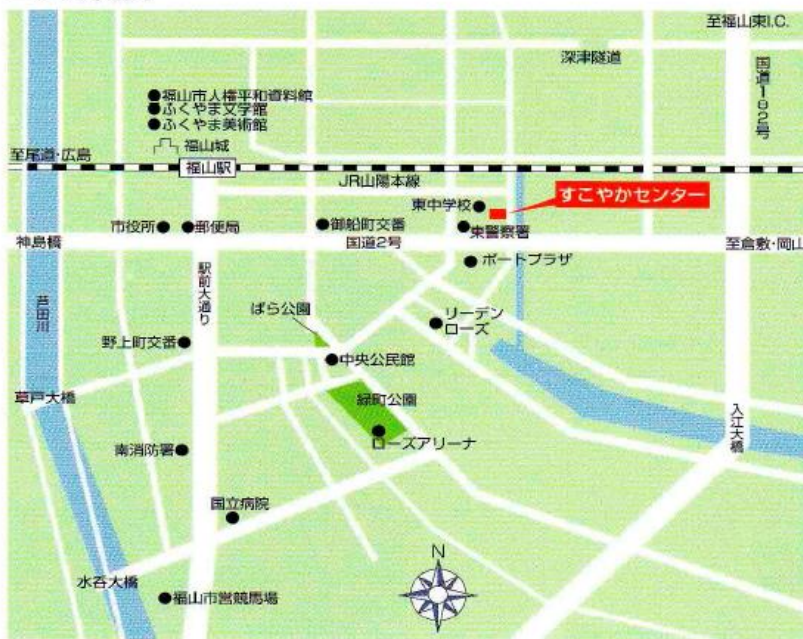 至福山東I.C.
深津隧道
国道182号
福山市人権平和資料館
ふくやま文学館
ふくやま美術館
福山城
至尾道・広島
福山駅
JR山陽本線
東中学校
すこやかセンター
市役所
郵便局
御船町交番
東警察署
神島橋
国道2号
至倉敷・岡山
ポートプラザ
駅前大通り
芦田川
ばら公園
リーデン
ローズ
野上町交番
中央公民館
草戸大橋
緑町公園
入江大橋
ローズアリーナ
南消防署
国立病院
N
水呑大橋
福山市営競馬場